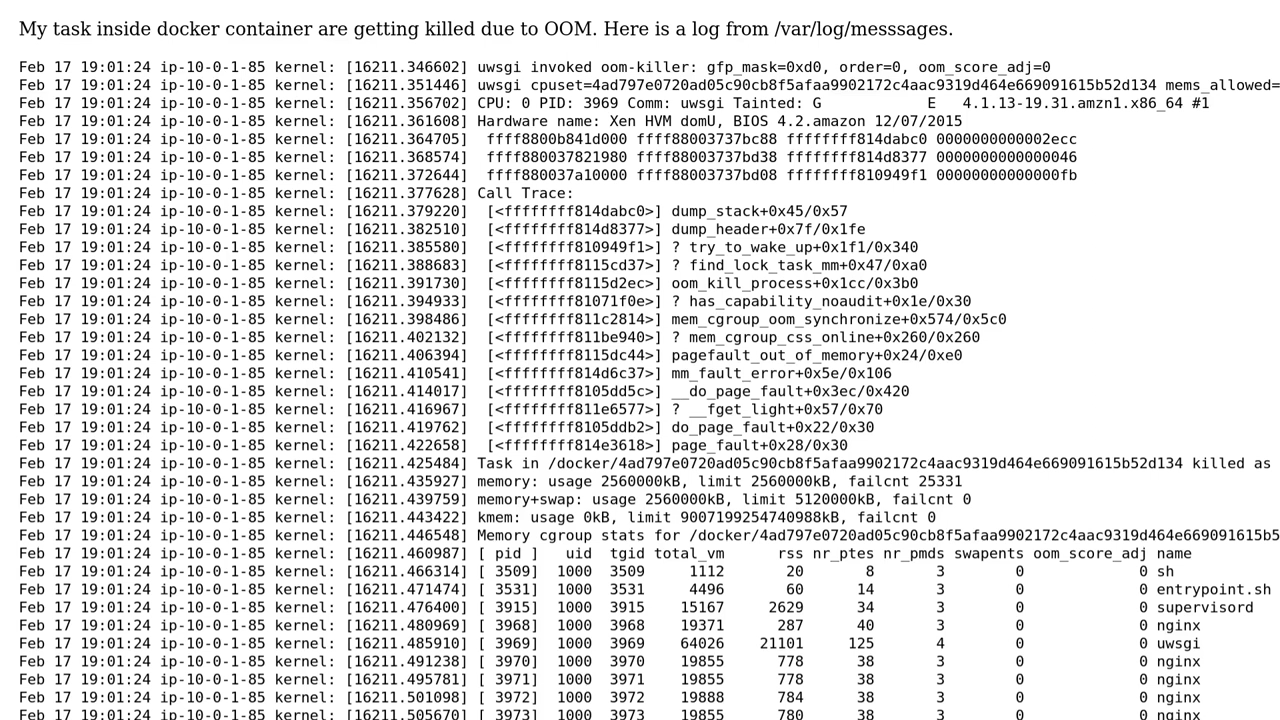 My task inside docker container are getting killed due to OOM. Here is a log from /var/log/messsages.
Feb 17 19:01:24 ip-10-0-1-85 kernel: [16211.346602] uwsgi invoked oom-killer: gfp_mask=0xd0, order=0, oom_score_adj=0
Feb 17 19:01:24 ip-10-0-1-85 kernel: [16211.351446] uwsgi cpuset=4ad797e0720ad05c90cb8f5afaa9902172c4aac9319d464e669091615b52d134 mems_allowed=
Feb 17 19:01:24 ip-10-0-1-85 kernel: [16211.356702] CPU: 0 PID: 3969 Comm: uwsgi Tainted: G            E   4.1.13-19.31.amzn1.x86_64 #1
Feb 17 19:01:24 ip-10-0-1-85 kernel: [16211.361608] Hardware name: Xen HVM domU, BIOS 4.2.amazon 12/07/2015
Feb 17 19:01:24 ip-10-0-1-85 kernel: [16211.364705]  ffff8800b841d000 ffff88003737bc88 ffffffff814dabc0 0000000000002ecc
Feb 17 19:01:24 ip-10-0-1-85 kernel: [16211.368574]  ffff880037821980 ffff88003737bd38 ffffffff814d8377 0000000000000046
Feb 17 19:01:24 ip-10-0-1-85 kernel: [16211.372644]  ffff880037a10000 ffff88003737bd08 ffffffff810949f1 00000000000000fb
Feb 17 19:01:24 ip-10-0-1-85 kernel: [16211.377628] Call Trace:
Feb 17 19:01:24 ip-10-0-1-85 kernel: [16211.379220]  [<ffffffff814dabc0>] dump_stack+0x45/0x57
Feb 17 19:01:24 ip-10-0-1-85 kernel: [16211.382510]  [<ffffffff814d8377>] dump_header+0x7f/0x1fe
Feb 17 19:01:24 ip-10-0-1-85 kernel: [16211.385580]  [<ffffffff810949f1>] ? try_to_wake_up+0x1f1/0x340
Feb 17 19:01:24 ip-10-0-1-85 kernel: [16211.388683]  [<ffffffff8115cd37>] ? find_lock_task_mm+0x47/0xa0
Feb 17 19:01:24 ip-10-0-1-85 kernel: [16211.391730]  [<ffffffff8115d2ec>] oom_kill_process+0x1cc/0x3b0
Feb 17 19:01:24 ip-10-0-1-85 kernel: [16211.394933]  [<ffffffff81071f0e>] ? has_capability_noaudit+0x1e/0x30
Feb 17 19:01:24 ip-10-0-1-85 kernel: [16211.398486]  [<ffffffff811c2814>] mem_cgroup_oom_synchronize+0x574/0x5c0
Feb 17 19:01:24 ip-10-0-1-85 kernel: [16211.402132]  [<ffffffff811be940>] ? mem_cgroup_css_online+0x260/0x260
Feb 17 19:01:24 ip-10-0-1-85 kernel: [16211.406394]  [<ffffffff8115dc44>] pagefault_out_of_memory+0x24/0xe0
Feb 17 19:01:24 ip-10-0-1-85 kernel: [16211.410541]  [<ffffffff814d6c37>] mm_fault_error+0x5e/0x106
Feb 17 19:01:24 ip-10-0-1-85 kernel: [16211.414017]  [<ffffffff8105dd5c>] __do_page_fault+0x3ec/0x420
Feb 17 19:01:24 ip-10-0-1-85 kernel: [16211.416967]  [<ffffffff811e6577>] ? __fget_light+0x57/0x70
Feb 17 19:01:24 ip-10-0-1-85 kernel: [16211.419762]  [<ffffffff8105ddb2>] do_page_fault+0x22/0x30
Feb 17 19:01:24 ip-10-0-1-85 kernel: [16211.422658]  [<ffffffff814e3618>] page_fault+0x28/0x30
Feb 17 19:01:24 ip-10-0-1-85 kernel: [16211.425484] Task in /docker/4ad797e0720ad05c90cb8f5afaa9902172c4aac9319d464e669091615b52d134 killed as
Feb 17 19:01:24 ip-10-0-1-85 kernel: [16211.435927] memory: usage 2560000kB, limit 2560000kB, failcnt 25331
Feb 17 19:01:24 ip-10-0-1-85 kernel: [16211.439759] memory+swap: usage 2560000kB, limit 5120000kB, failcnt 0
Feb 17 19:01:24 ip-10-0-1-85 kernel: [16211.443422] kmem: usage 0kB, limit 9007199254740988kB, failcnt 0
Feb 17 19:01:24 ip-10-0-1-85 kernel: [16211.446548] Memory cgroup stats for /docker/4ad797e0720ad05c90cb8f5afaa9902172c4aac9319d464e669091615b5
Feb 17 19:01:24 ip-10-0-1-85 kernel: [16211.460987] [ pid ]   uid  tgid total_vm      rss nr_ptes nr_pmds swapents oom_score_adj name
Feb 17 19:01:24 ip-10-0-1-85 kernel: [16211.466314] [ 3509]  1000  3509     1112       20       8       3        0             0 sh
Feb 17 19:01:24 ip-10-0-1-85 kernel: [16211.471474] [ 3531]  1000  3531     4496       60      14       3        0             0 entrypoint.sh
Feb 17 19:01:24 ip-10-0-1-85 kernel: [16211.476400] [ 3915]  1000  3915    15167     2629      34       3        0             0 supervisord
Feb 17 19:01:24 ip-10-0-1-85 kernel: [16211.480969] [ 3968]  1000  3968    19371      287      40       3        0             0 nginx
Feb 17 19:01:24 ip-10-0-1-85 kernel: [16211.485910] [ 3969]  1000  3969    64026    21101     125       4        0             0 uwsgi
Feb 17 19:01:24 ip-10-0-1-85 kernel: [16211.491238] [ 3970]  1000  3970    19855      778      38       3        0             0 nginx
Feb 17 19:01:24 ip-10-0-1-85 kernel: [16211.495781] [ 3971]  1000  3971    19855      778      38       3        0             0 nginx
Feb 17 19:01:24 ip-10-0-1-85 kernel: [16211.501098] [ 3972]  1000  3972    19888      784      38       3        0             0 nginx
Feb 17 19:01:24 ip-10-0-1-85 kernel: [16211.505670] [ 3973]  1000  3973    19855      780      38       3        0             0 nginx